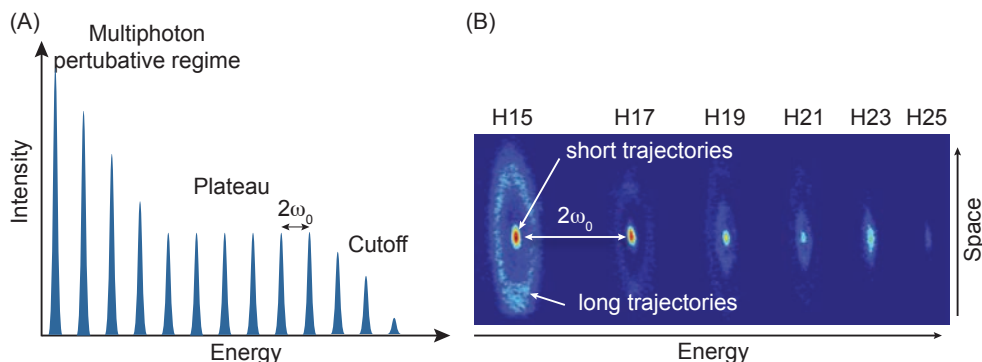 (A)
Multiphoton
pertubative regime
Intensity
Plateau
2ω₀
Cutoff
Energy
(B)
H15 H17 H19 H21 H23 H25
short trajectories
2ω₀
long trajectories
Space
Energy